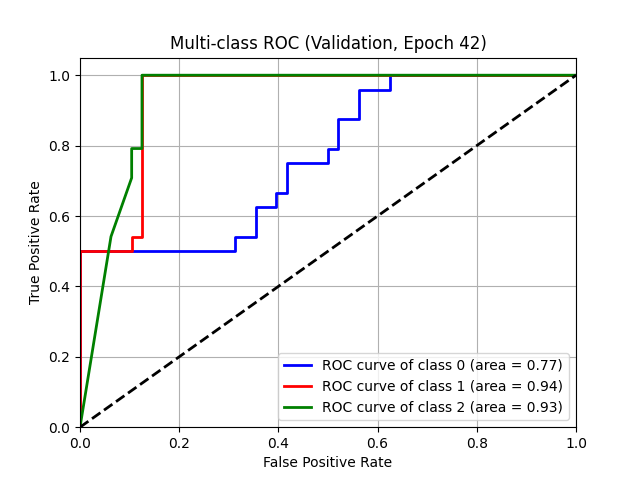 Multi-class ROC (Validation, Epoch 42)
True Positive Rate
1.0
0.8
0.6
0.4
0.2
0.0
ROC curve of class 0 (area = 0.77)
ROC curve of class 1 (area = 0.94)
ROC curve of class 2 (area = 0.93)
0.0 0.2 0.4 0.6 0.8 1.0
False Positive Rate